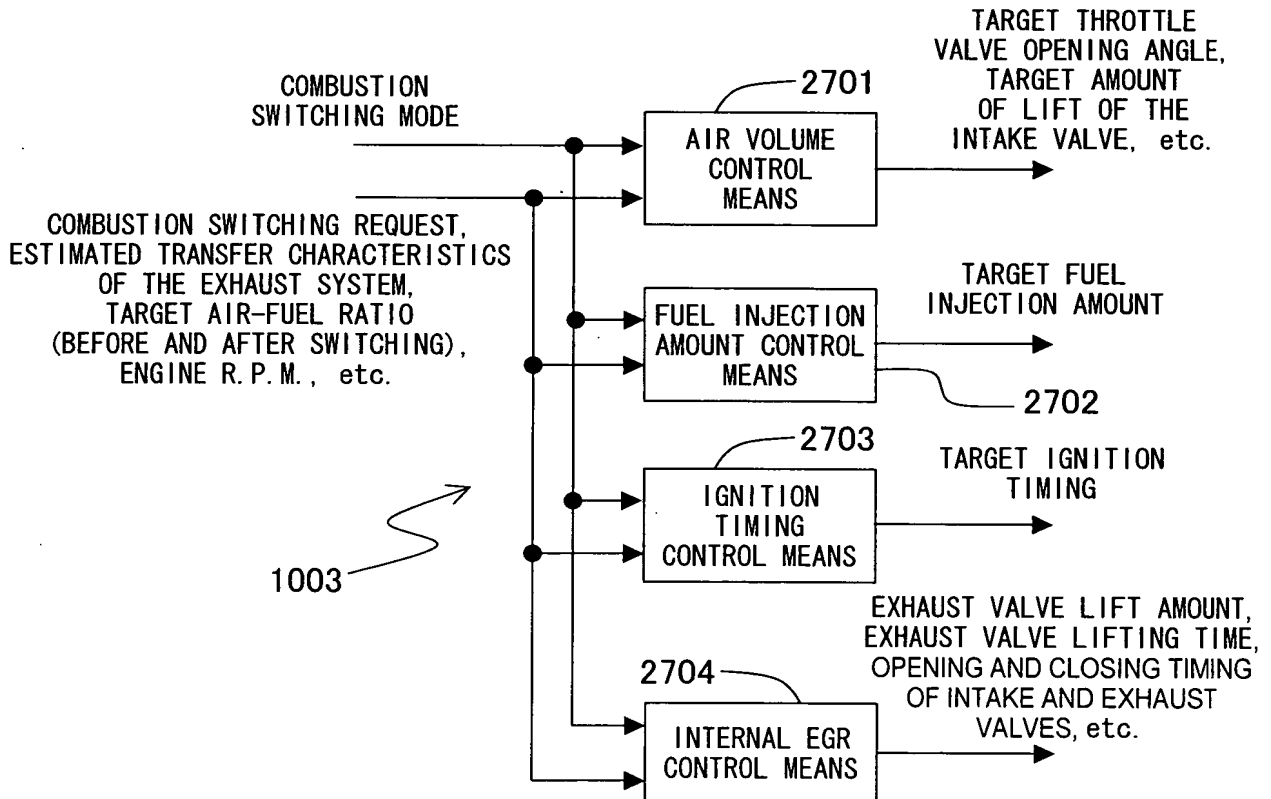 COMBUSTION
SWITCHING MODE
COMBUSTION SWITCHING REQUEST,
ESTIMATED TRANSFER CHARACTERISTICS
OF THE EXHAUST SYSTEM,
TARGET AIR-FUEL RATIO
(BEFORE AND AFTER SWITCHING),
ENGINE R.P.M., etc.
1003
2701
AIR VOLUME
CONTROL
MEANS
TARGET THROTTLE
VALVE OPENING ANGLE,
TARGET AMOUNT
OF LIFT OF THE
INTAKE VALVE, etc.
FUEL INJECTION
AMOUNT CONTROL
MEANS
2702
TARGET FUEL
INJECTION AMOUNT
2703
IGNITION
TIMING
CONTROL MEANS
TARGET IGNITION
TIMING
2704
INTERNAL EGR
CONTROL MEANS
EXHAUST VALVE LIFT AMOUNT,
EXHAUST VALVE LIFTING TIME,
OPENING AND CLOSING TIMING
OF INTAKE AND EXHAUST
VALVES, etc.